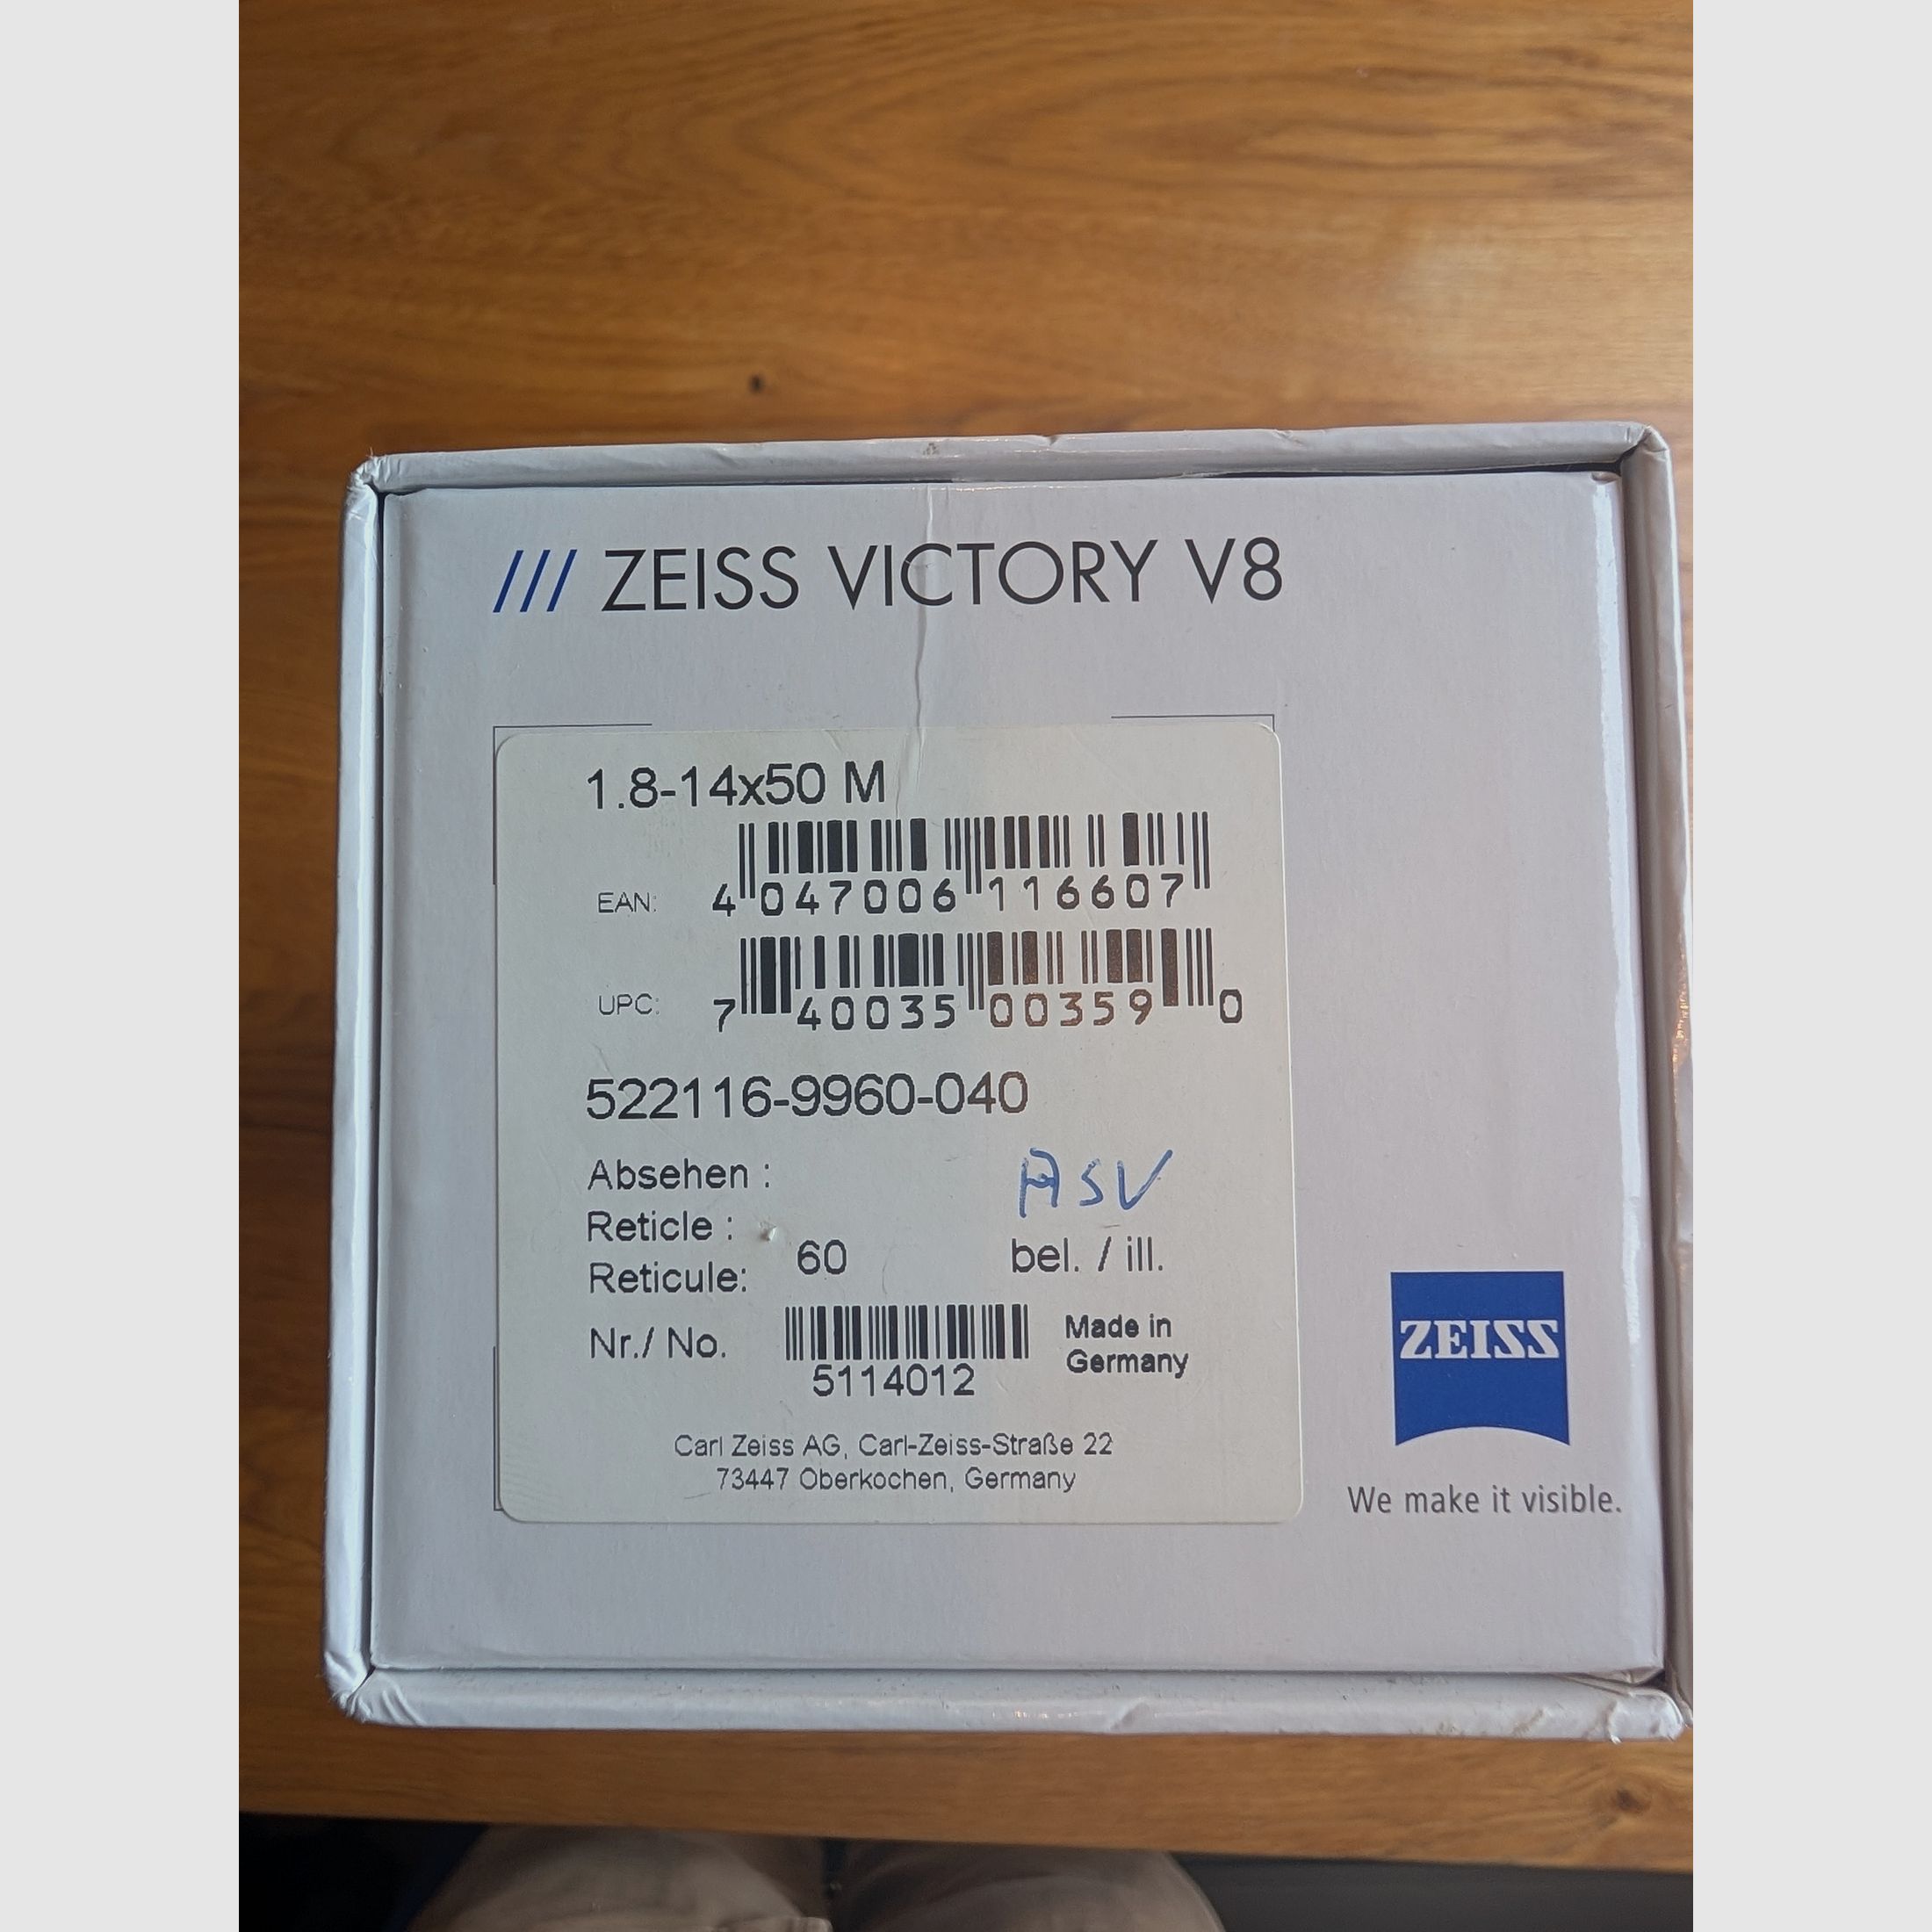 /// ZEISS VICTORY V8
1.8-14x50 M
EAN: 4 047006 116607
UPC: 7 40035 00359 0
522116-9960-040
Absehen :
ASV
Reticle :
60 bel. / ill.
Reticule:
Nr./ No.
5114012
Made in
Germany
Carl Zeiss AG, Carl-Zeiss-Straße 22
73447 Oberkochen, Germany
ZEISS
We make it visible.